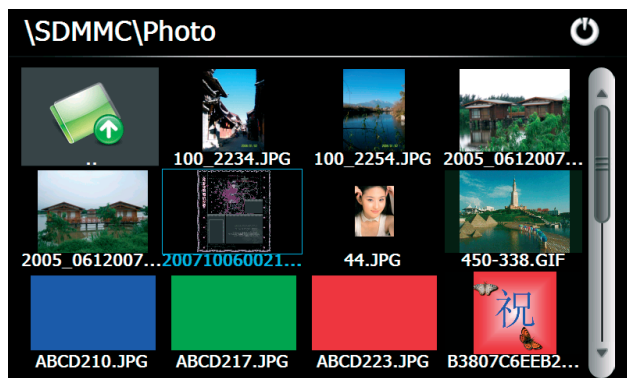 \SDMMC\Photo
..
100_2234.JPG
100_2254.JPG
2005_0612007...
2005_0612007...
200710060021...
44.JPG
450-338.GIF
祝
ABCD210.JPG
ABCD217.JPG
ABCD223.JPG
B3807C6EEB2...